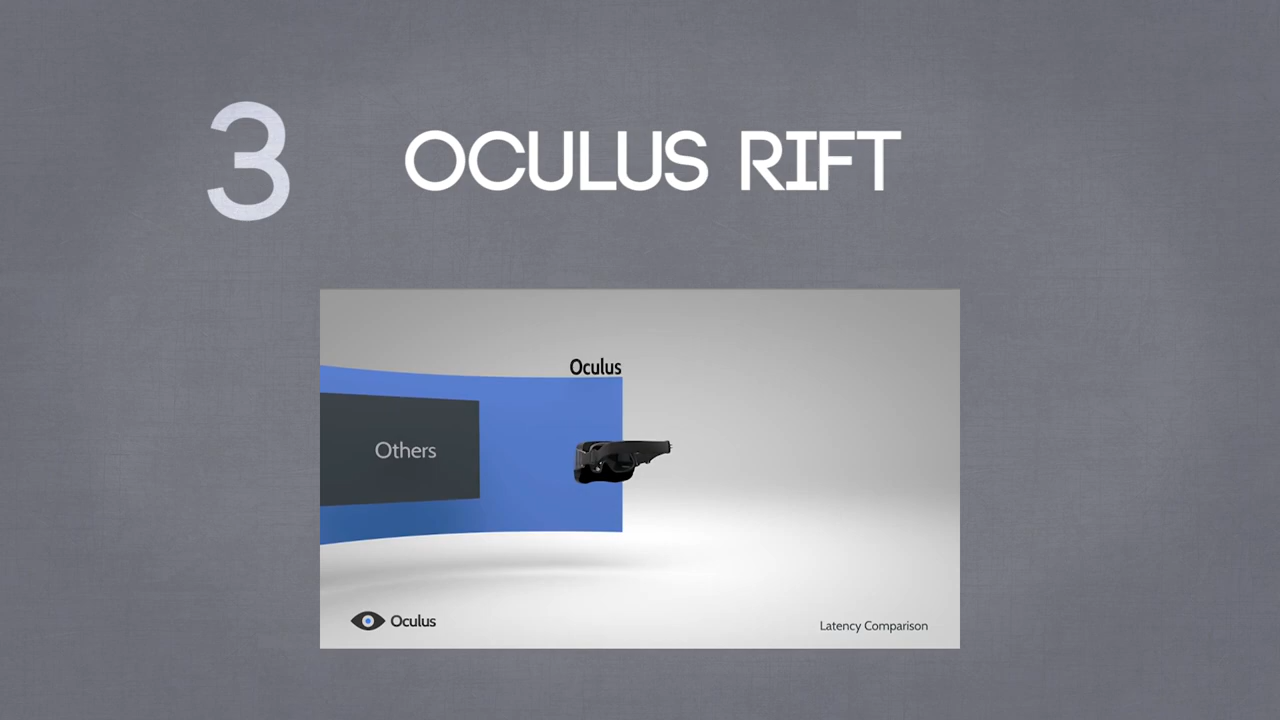 3
OCULUS RIFT
Oculus
Others
Oculus
Latency Comparison